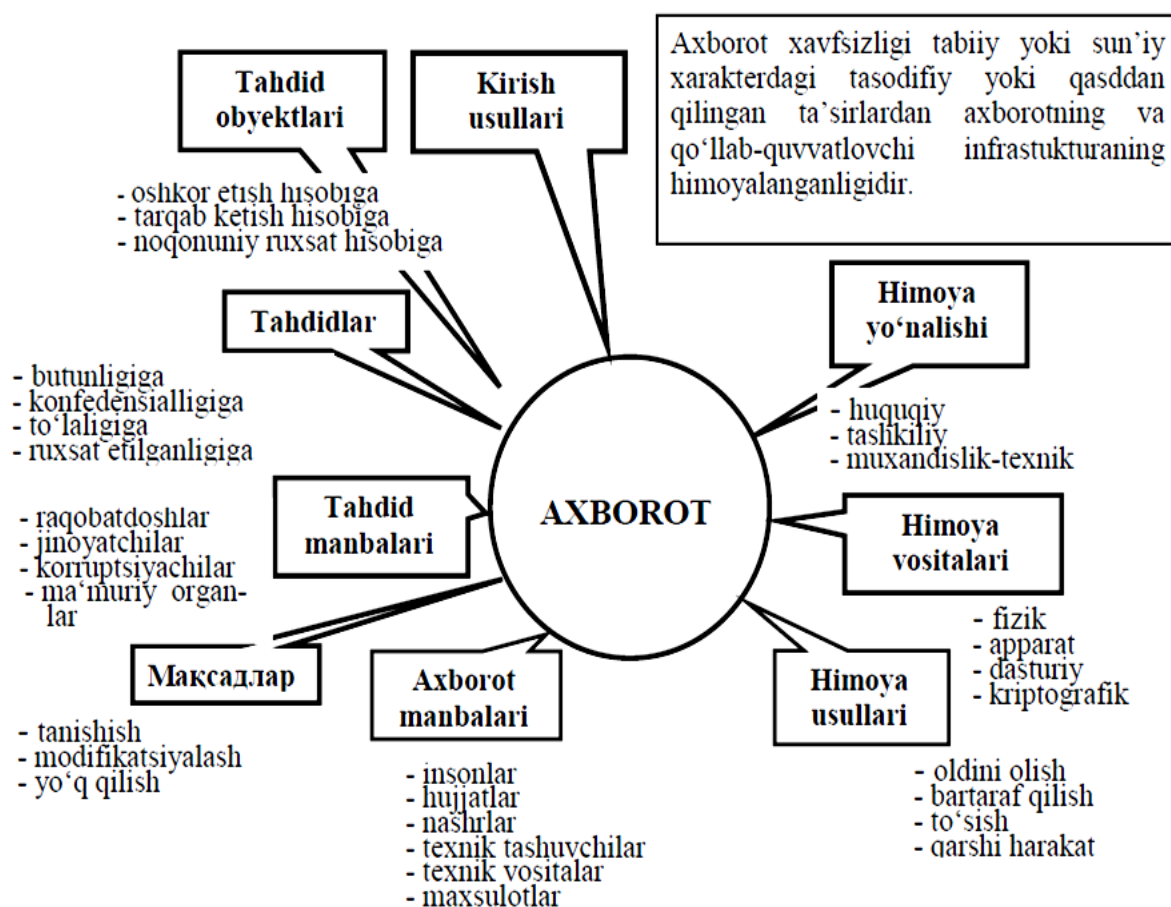 Tahdid
obyektlari
Kirish
usullari
Axborot xavfsizligi tabiiy yoki sun’iy
xarakterdagi tasodifiy yoki qasddan
qilingan ta’sirlardan axborotning va
qo‘llab-quvvatlovchi infrastukturaning
himoyalanganligidir.
- oshkor etish hisobiga
- tarqab ketish hisobiga
- noqonuniy ruxsat hisobiga
Tahdidlar
Himoya
yo‘nalishi
- butunligiga
- konfedensialligiga
- to‘laligiga
- ruxsat etilganligiga
- huquqiy
- tashkiliy
- muxandislik-texnik
Tahdid
manbalari
AXBOROT
Himoya
vositalari
- raqobatdoshlar
- jinoyatchilar
- korruptsiyachilar
- ma‘muriy organ-
lar
- fizik
- apparat
- dasturiy
- kriptografik
Мақсадлар
Axborot
manbalari
Himoya
usullari
- tanishish
- modifikatsiyalash
- yo‘q qilish
- insonlar
- hujjatlar
- nashrlar
- texnik tashuvchilar
- texnik vositalar
- maxsulotlar
- oldini olish
- bartaraf qilish
- to‘sish
- qarshi harakat